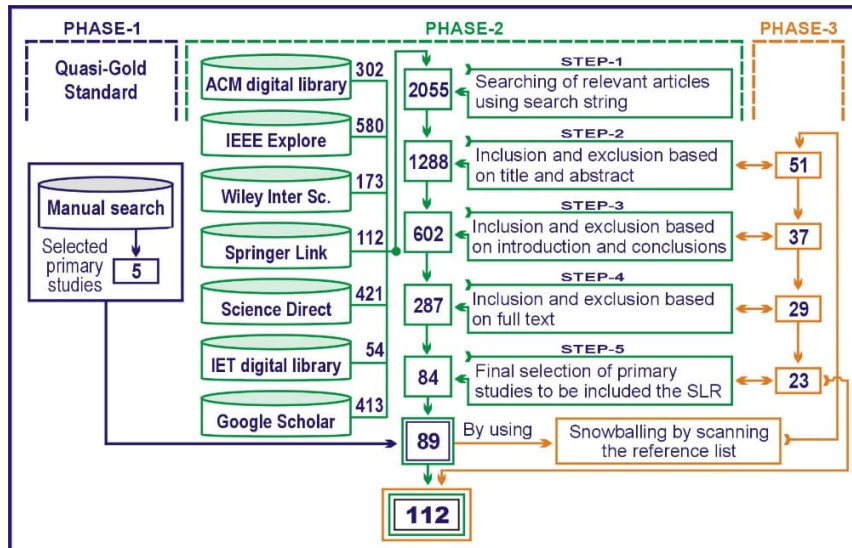 PHASE-1
PHASE-2
PHASE-3
Quasi-Gold
Standard
Manual search
Selected
primary
studies
5
ACM digital library
302
IEEE Explore
580
Wiley Inter Sc.
173
Springer Link
112
Science Direct
421
IET digital library
54
Google Scholar
413
2055
STEP-1
Searching of relevant articles
using search string
1288
STEP-2
Inclusion and exclusion based
on title and abstract
51
602
STEP-3
Inclusion and exclusion based
on introduction and conclusions
37
287
STEP-4
Inclusion and exclusion based
on full text
29
84
STEP-5
Final selection of primary
studies to be included the SLR
23
89
By using
Snowballing by scanning
the reference list
112